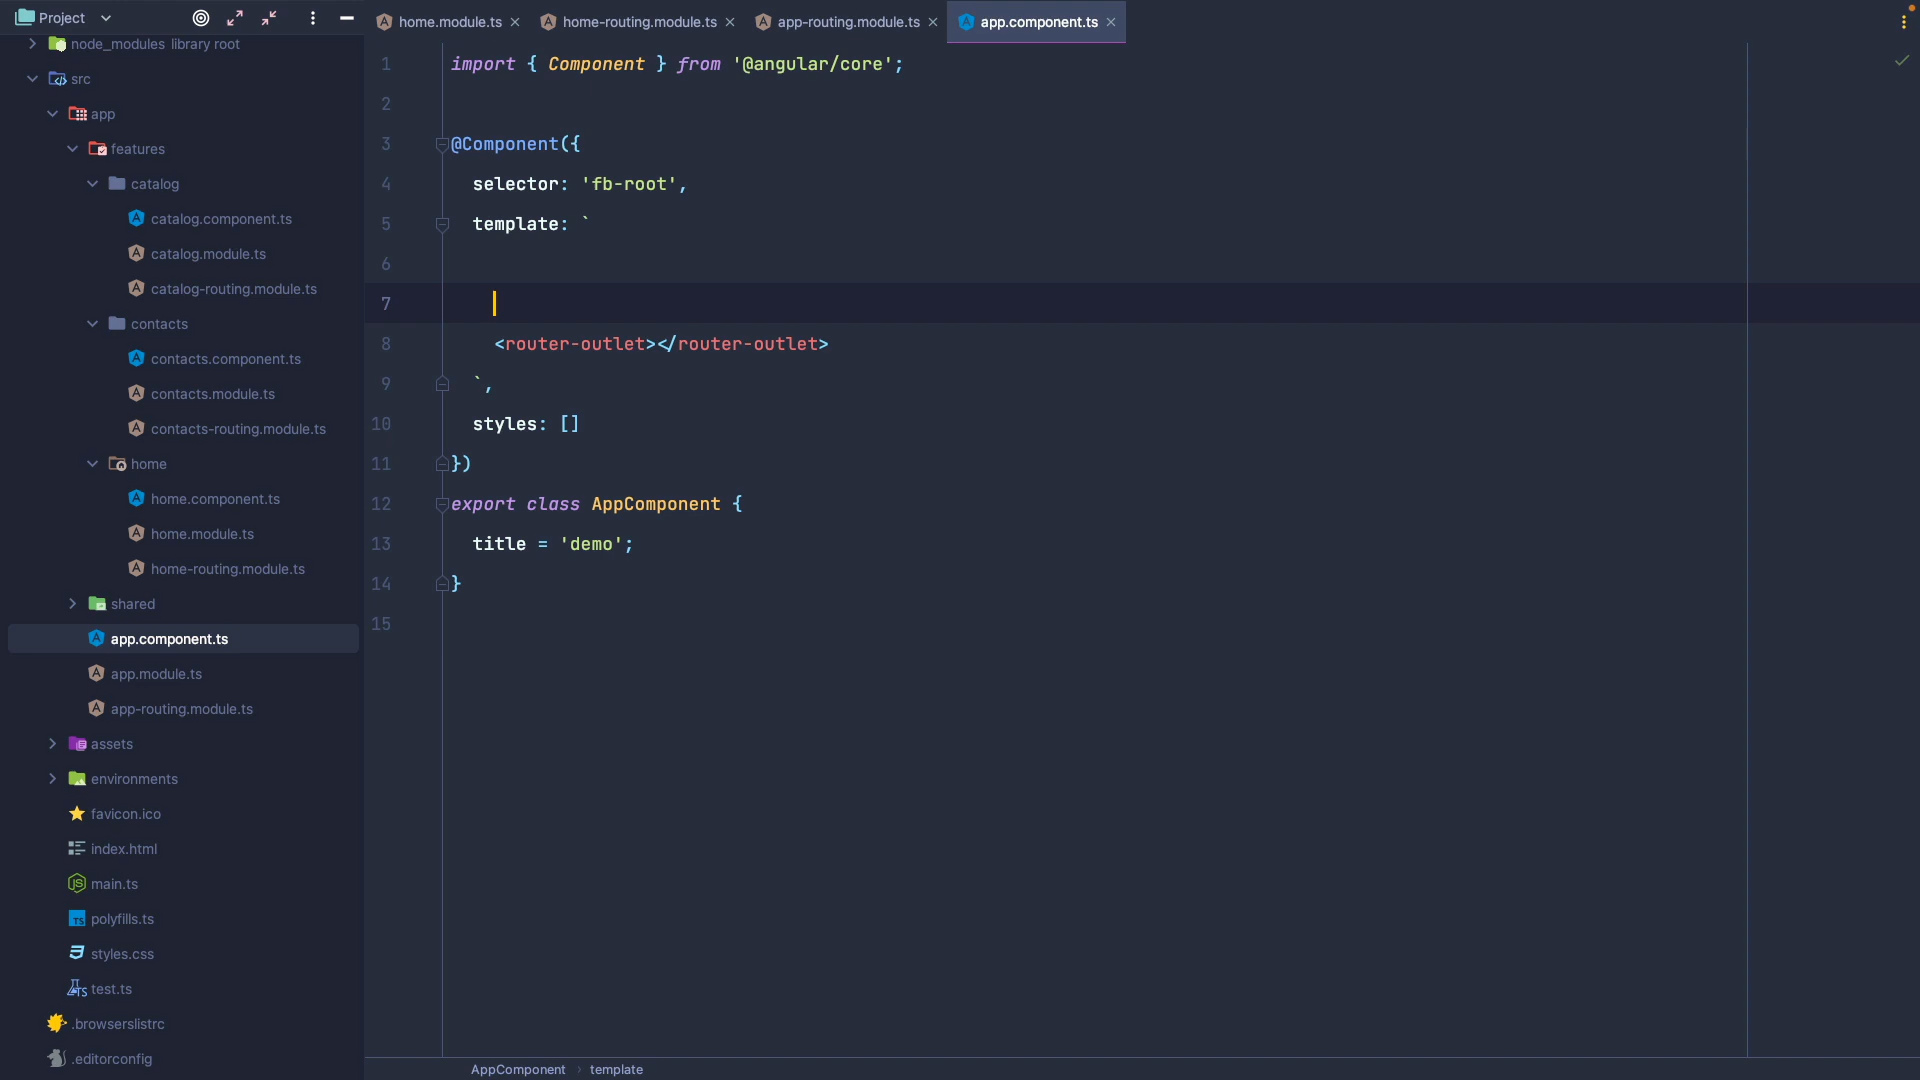 Project
node_modules library root
src
app
features
catalog
catalog.component.ts
catalog.module.ts
catalog-routing.module.ts
contacts
contacts.component.ts
contacts.module.ts
contacts-routing.module.ts
home
home.component.ts
home.module.ts
home-routing.module.ts
shared
app.component.ts
app.module.ts
app-routing.module.ts
assets
environments
favicon.ico
index.html
main.ts
polyfills.ts
styles.css
test.ts
.browserslistrc
.editorconfig
home.module.ts home-routing.module.ts app-routing.module.ts app.component.ts
1 import { Component } from '@angular/core';
2
3 @Component({
4 selector: 'fb-root',
5 template: `
6
7
8 <router-outlet></router-outlet>
9 `,
10 styles: []
11 })
12 export class AppComponent {
13 title = 'demo';
14 }
15
AppComponent › template